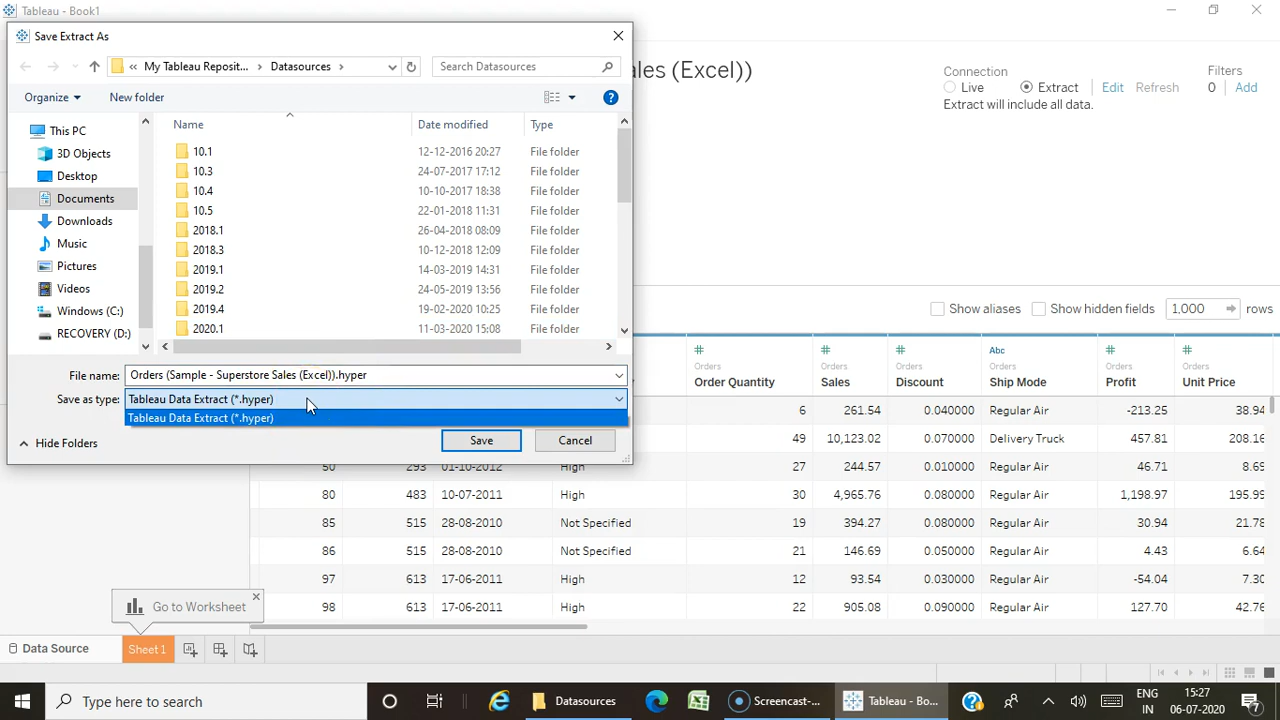 Tableau - Book1
Save Extract As
ales (Excel))
« My Tableau Reposit... > Datasources >
Search Datasources
Connection
Live
Extract
Edit
Refresh
Extract will include all data.
Filters
0
Add
Organize
New folder
Name
Date modified
Type
This PC
3D Objects
Desktop
Documents
Downloads
Music
Pictures
Videos
Windows (C:)
RECOVERY (D:)
10.1 12-12-2016 20:27 File folder
10.3 24-07-2017 17:12 File folder
10.4 10-10-2017 18:38 File folder
10.5 22-01-2018 11:31 File folder
2018.1 26-04-2018 08:09 File folder
2018.3 10-12-2018 12:09 File folder
2019.1 14-03-2019 14:31 File folder
2019.2 24-05-2019 13:56 File folder
2019.4 19-02-2020 10:25 File folder
2020.1 11-03-2020 15:08 File folder
File name: Orders (Sample - Superstore Sales (Excel)).hyper
Save as type: Tableau Data Extract (*.hyper)
Tableau Data Extract (*.hyper)
Hide Folders
Save
Cancel
Show aliases
Show hidden fields
1,000
rows
# # # Abc # #
Orders Orders Orders Orders Orders Orders
Order Quantity Sales Discount Ship Mode Profit Unit Price
6 261.54 0.040000 Regular Air -213.25 38.94
49 10,123.02 0.070000 Delivery Truck 457.81 208.16
50 293 01-10-2012 High 27 244.57 0.010000 Regular Air 46.71 8.69
80 483 10-07-2011 High 30 4,965.76 0.080000 Regular Air 1,198.97 195.99
85 515 28-08-2010 Not Specified 19 394.27 0.080000 Regular Air 30.94 21.78
86 515 28-08-2010 Not Specified 21 146.69 0.050000 Regular Air 4.43 6.64
97 613 17-06-2011 High 12 93.54 0.030000 Regular Air -54.04 7.30
98 613 17-06-2011 High 22 905.08 0.090000 Regular Air 127.70 42.76
Go to Worksheet
Data Source
Sheet 1
Type here to search
Datasources
Screencast-...
Tableau - Bo...
ENG
IN
15:27
06-07-2020
7